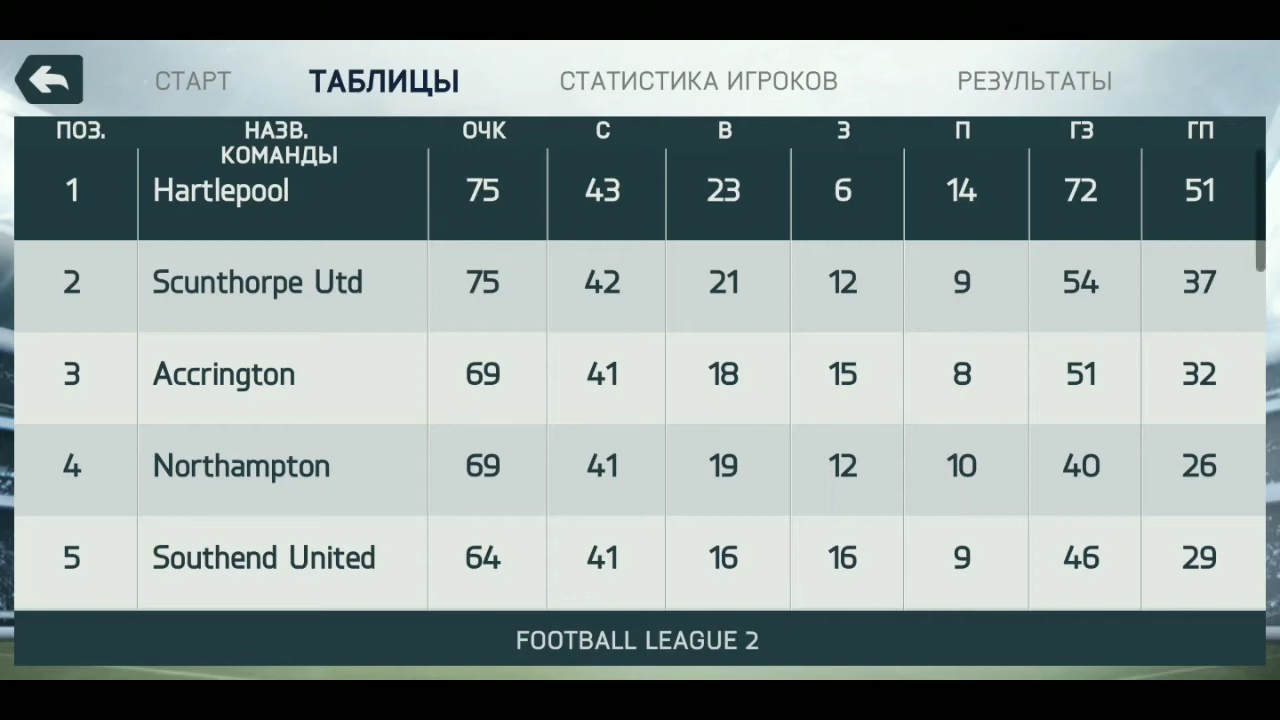 СТАРТ ТАБЛИЦЫ СТАТИСТИКА ИГРОКОВ РЕЗУЛЬТАТЫ
ПОЗ. НАЗВ. КОМАНДЫ ОЧК С В З П ГЗ ГП
1 Hartlepool 75 43 23 6 14 72 51
2 Scunthorpe Utd 75 42 21 12 9 54 37
3 Accrington 69 41 18 15 8 51 32
4 Northampton 69 41 19 12 10 40 26
5 Southend United 64 41 16 16 9 46 29
FOOTBALL LEAGUE 2